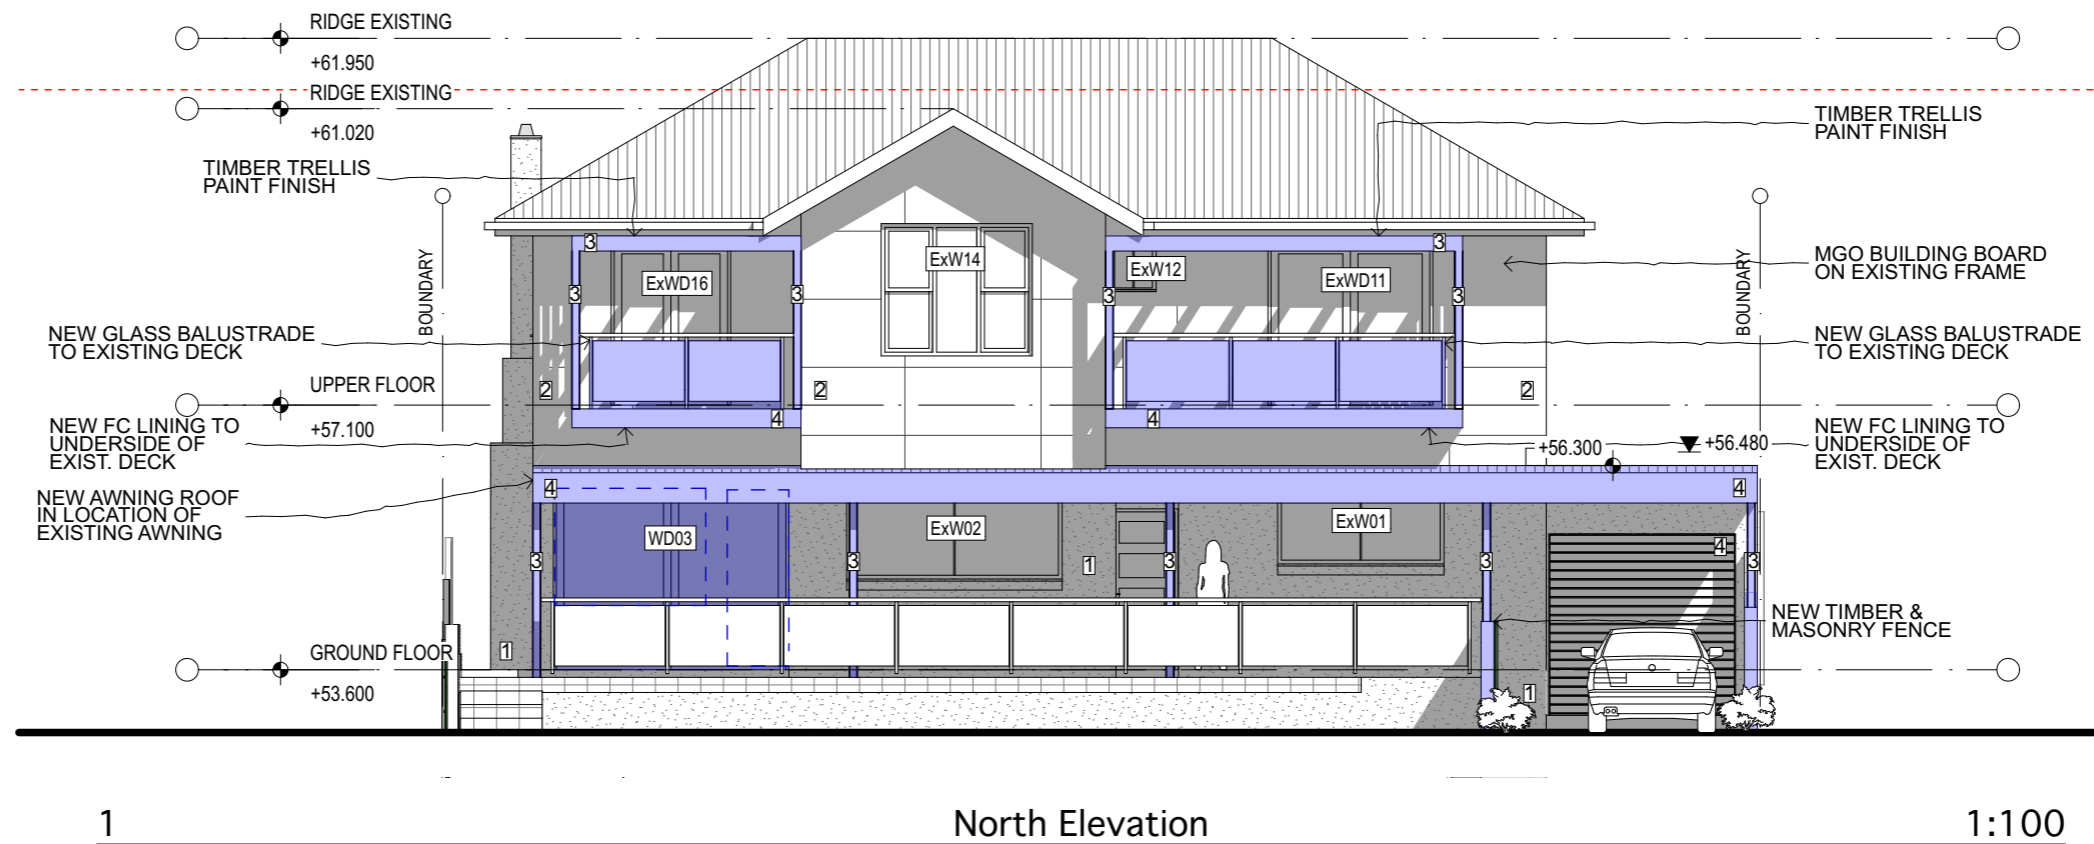 RIDGE EXISTING
+61.950
RIDGE EXISTING
+61.020
TIMBER TRELLIS
PAINT FINISH
TIMBER TRELLIS
PAINT FINISH
BOUNDARY
BOUNDARY
MGO BUILDING BOARD
ON EXISTING FRAME
3
ExWD16
3
3
ExW14
3
ExW12
ExWD11
3
3
NEW GLASS BALUSTRADE
TO EXISTING DECK
NEW GLASS BALUSTRADE
TO EXISTING DECK
UPPER FLOOR
+57.100
2
2
2
4
4
NEW FC LINING TO
UNDERSIDE OF
EXIST. DECK
+56.300
+56.480
NEW FC LINING TO
UNDERSIDE OF
EXIST. DECK
NEW AWNING ROOF
IN LOCATION OF
EXISTING AWNING
4
4
WD03
ExW02
ExW01
3
3
1
3
3
4
3
NEW TIMBER &
MASONRY FENCE
GROUND FLOOR
+53.600
1
1
1
North Elevation
1:100